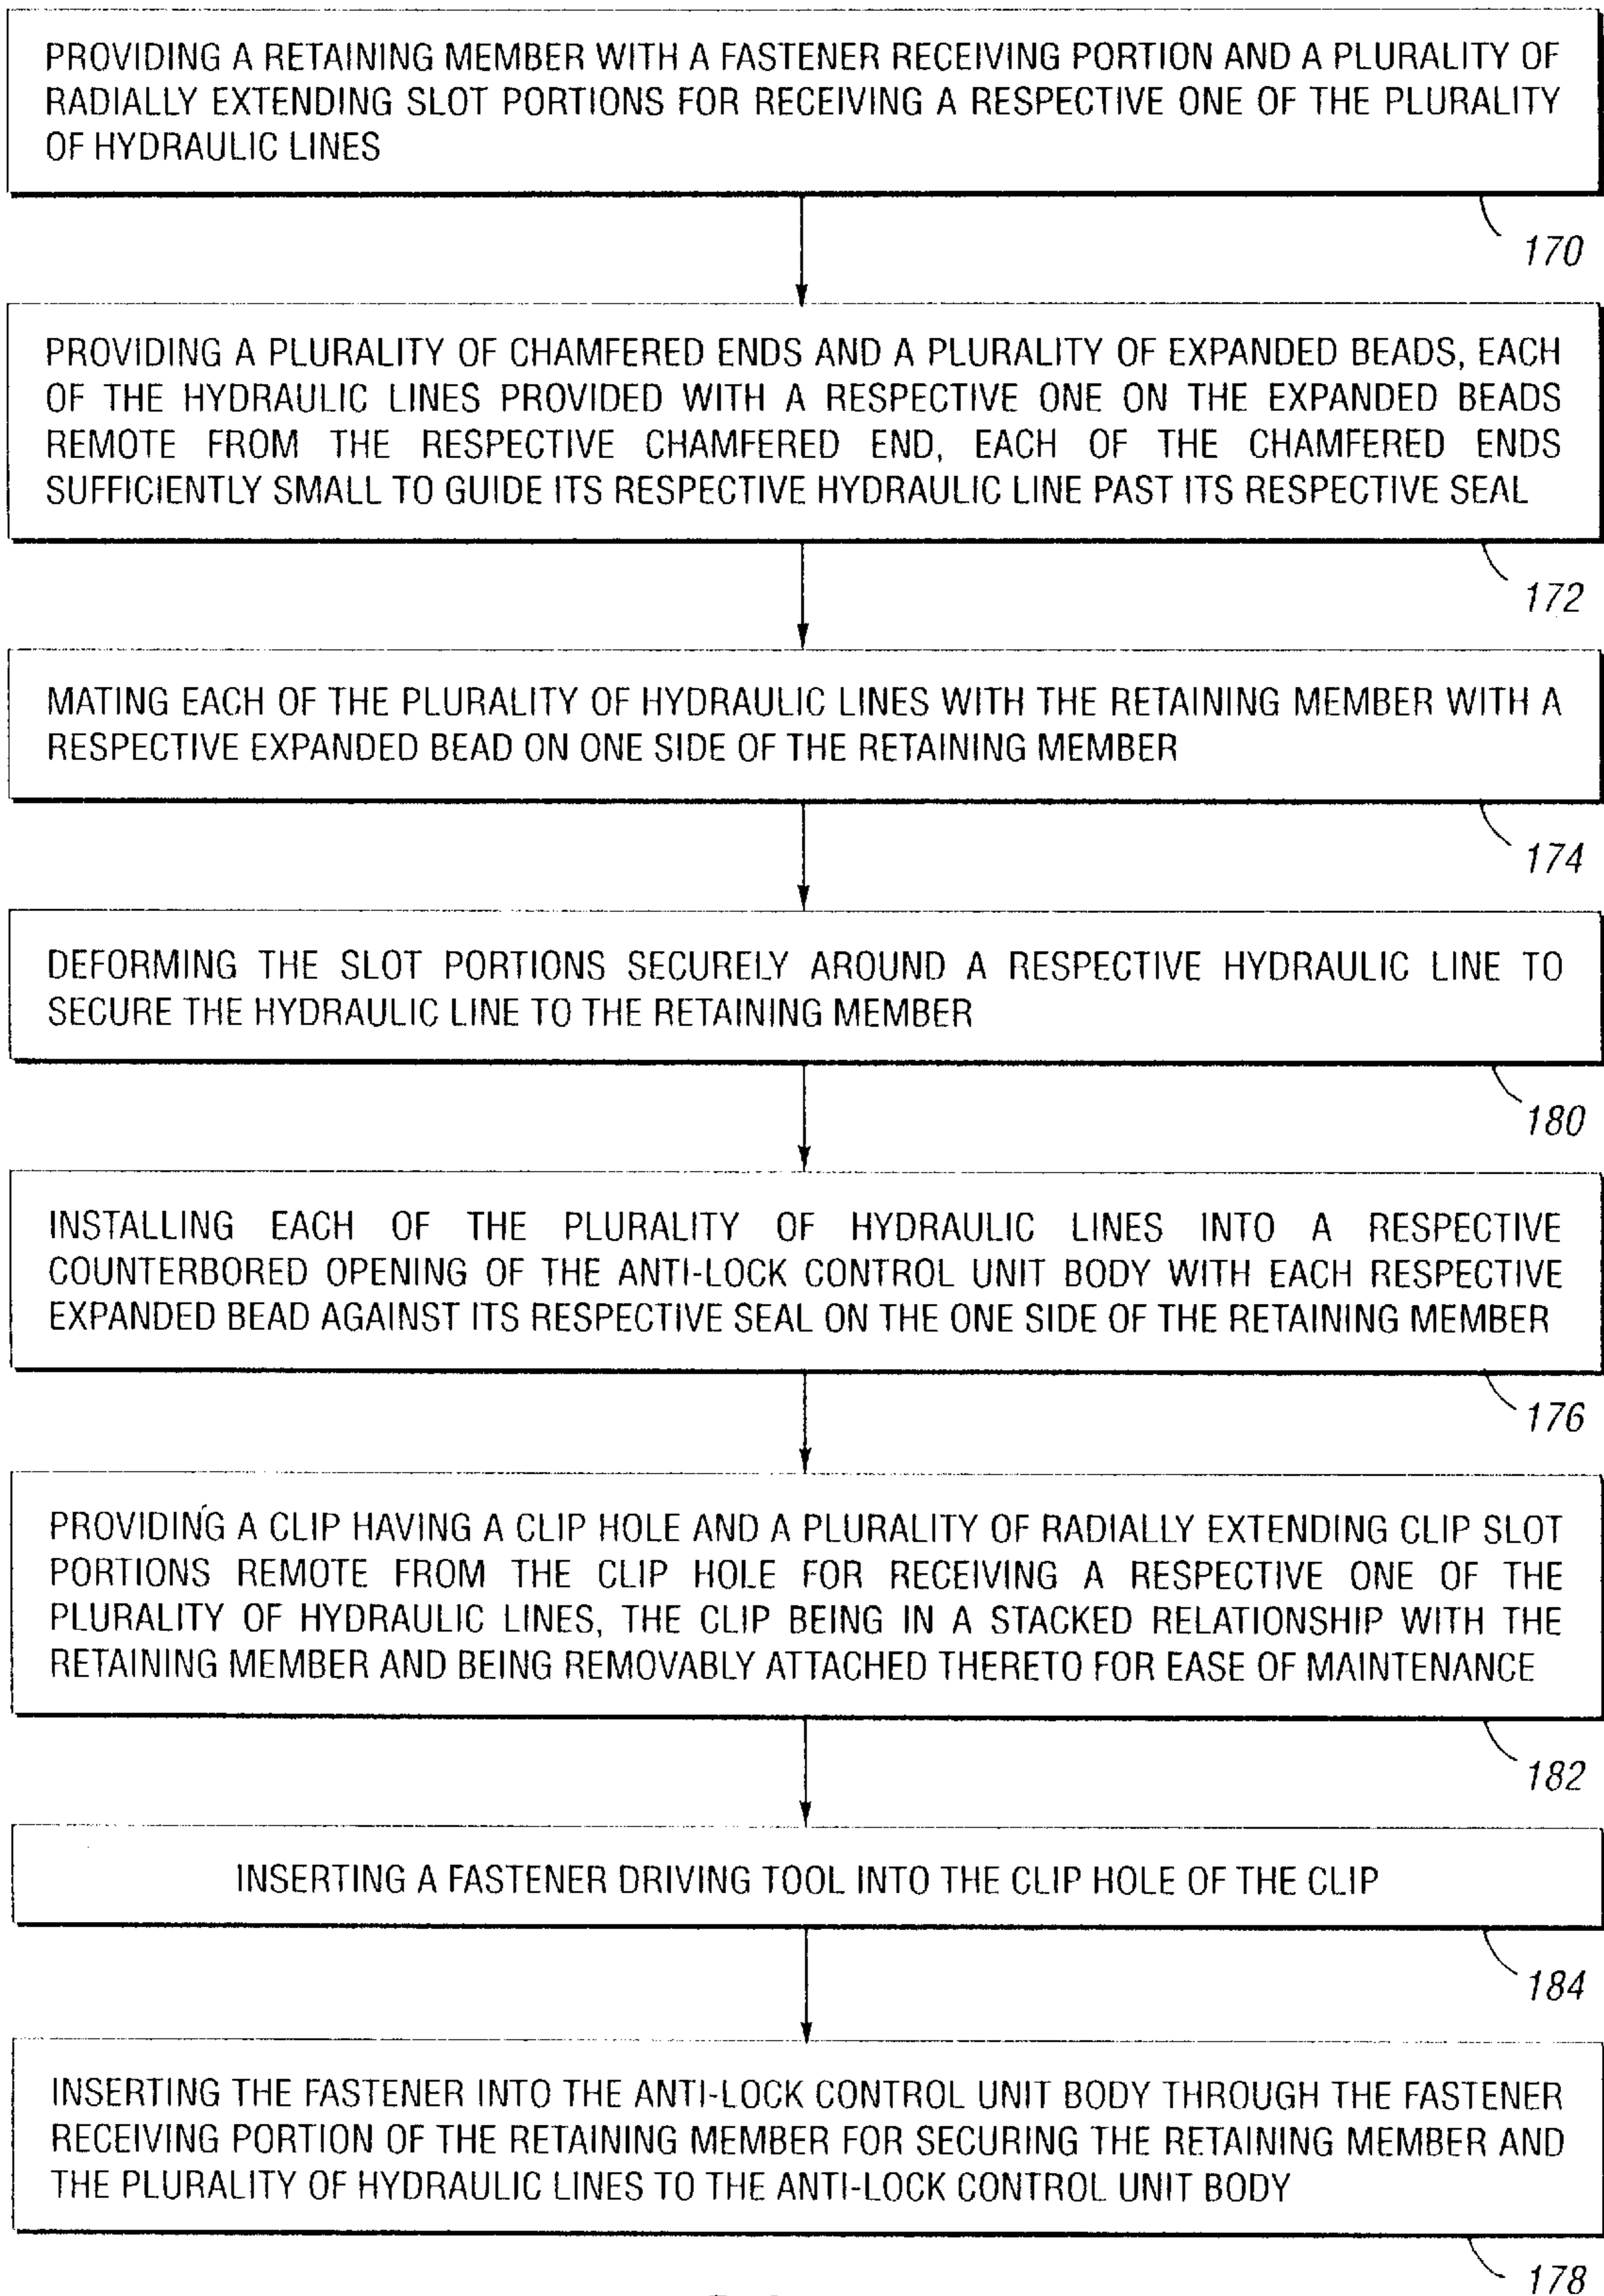 PROVIDING A RETAINING MEMBER WITH A FASTENER RECEIVING PORTION AND A PLURALITY OF
RADIALLY EXTENDING SLOT PORTIONS FOR RECEIVING A RESPECTIVE ONE OF THE PLURALITY
OF HYDRAULIC LINES
170
PROVIDING A PLURALITY OF CHAMFERED ENDS AND A PLURALITY OF EXPANDED BEADS, EACH
OF THE HYDRAULIC LINES PROVIDED WITH A RESPECTIVE ONE ON THE EXPANDED BEADS
REMOTE FROM THE RESPECTIVE CHAMFERED END, EACH OF THE CHAMFERED ENDS
SUFFICIENTLY SMALL TO GUIDE ITS RESPECTIVE HYDRAULIC LINE PAST ITS RESPECTIVE SEAL
172
MATING EACH OF THE PLURALITY OF HYDRAULIC LINES WITH THE RETAINING MEMBER WITH A
RESPECTIVE EXPANDED BEAD ON ONE SIDE OF THE RETAINING MEMBER
174
DEFORMING THE SLOT PORTIONS SECURELY AROUND A RESPECTIVE HYDRAULIC LINE TO
SECURE THE HYDRAULIC LINE TO THE RETAINING MEMBER
180
INSTALLING EACH OF THE PLURALITY OF HYDRAULIC LINES INTO A RESPECTIVE
COUNTERBORED OPENING OF THE ANTI-LOCK CONTROL UNIT BODY WITH EACH RESPECTIVE
EXPANDED BEAD AGAINST ITS RESPECTIVE SEAL ON THE ONE SIDE OF THE RETAINING MEMBER
176
PROVIDING A CLIP HAVING A CLIP HOLE AND A PLURALITY OF RADIALLY EXTENDING CLIP SLOT
PORTIONS REMOTE FROM THE CLIP HOLE FOR RECEIVING A RESPECTIVE ONE OF THE
PLURALITY OF HYDRAULIC LINES, THE CLIP BEING IN A STACKED RELATIONSHIP WITH THE
RETAINING MEMBER AND BEING REMOVABLY ATTACHED THERETO FOR EASE OF MAINTENANCE
182
INSERTING A FASTENER DRIVING TOOL INTO THE CLIP HOLE OF THE CLIP
184
INSERTING THE FASTENER INTO THE ANTI-LOCK CONTROL UNIT BODY THROUGH THE FASTENER
RECEIVING PORTION OF THE RETAINING MEMBER FOR SECURING THE RETAINING MEMBER AND
THE PLURALITY OF HYDRAULIC LINES TO THE ANTI-LOCK CONTROL UNIT BODY
178